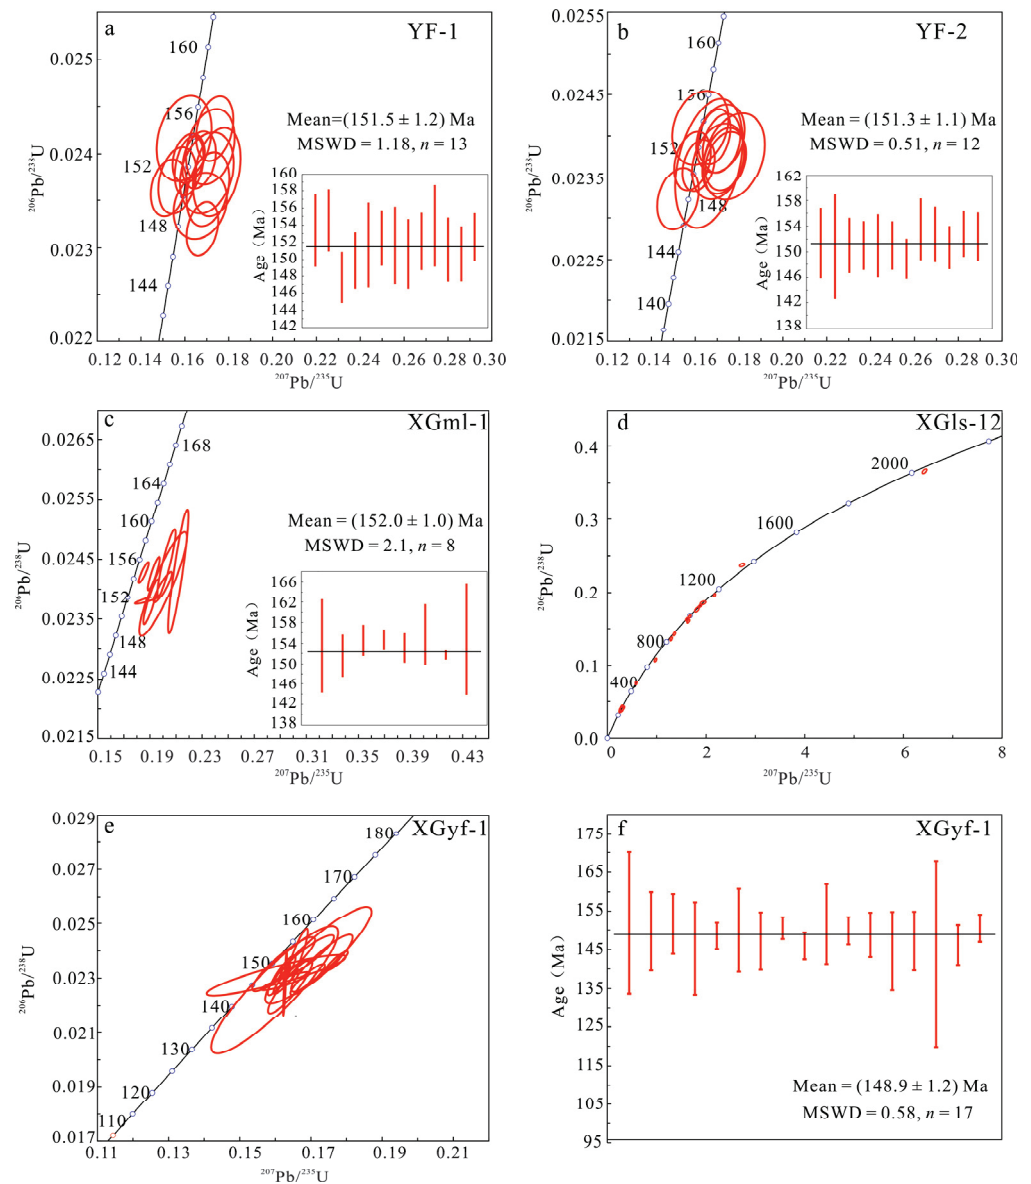 a
YF-1
0.025
0.024
0.023
0.022
²⁰⁶Pb/²³⁸U
160
156
152
148
144
Mean=(151.5 ± 1.2) Ma
MSWD = 1.18, n = 13
Age (Ma)
160
158
156
154
152
150
148
146
144
142
0.12 0.14 0.16 0.18 0.20 0.22 0.24 0.26 0.28 0.30
²⁰⁷Pb/²³⁵U
b
YF-2
0.0255
0.0245
0.0235
0.0225
0.0215
²⁰⁶Pb/²³⁸U
160
156
152
148
144
140
Mean=(151.3 ± 1.1) Ma
MSWD = 0.51, n = 12
Age (Ma)
162
158
154
150
146
142
138
0.12 0.14 0.16 0.18 0.20 0.22 0.24 0.26 0.28 0.30
²⁰⁷Pb/²³⁵U
c
XGml-1
0.0265
0.0255
0.0245
0.0235
0.0225
0.0215
²⁰⁶Pb/²³⁸U
168
164
160
156
152
148
144
Mean = (152.0 ± 1.0) Ma
MSWD = 2.1, n = 8
Age (Ma)
166
162
158
154
150
146
142
138
0.15 0.19 0.23 0.27 0.31 0.35 0.39 0.43
²⁰⁷Pb/²³⁵U
d
XGls-12
0.4
0.3
0.2
0.1
0.0
²⁰⁶Pb/²³⁸U
2000
1600
1200
800
400
0 2 4 6 8
²⁰⁷Pb/²³⁵U
e
XGyf-1
0.029
0.027
0.025
0.023
0.021
0.019
0.017
²⁰⁶Pb/²³⁸U
180
170
160
150
140
130
120
110
0.11 0.13 0.15 0.17 0.19 0.21
²⁰⁷Pb/²³⁵U
f
XGyf-1
175
165
155
145
135
125
115
105
95
Age (Ma)
Mean = (148.9 ± 1.2) Ma
MSWD = 0.58, n = 17